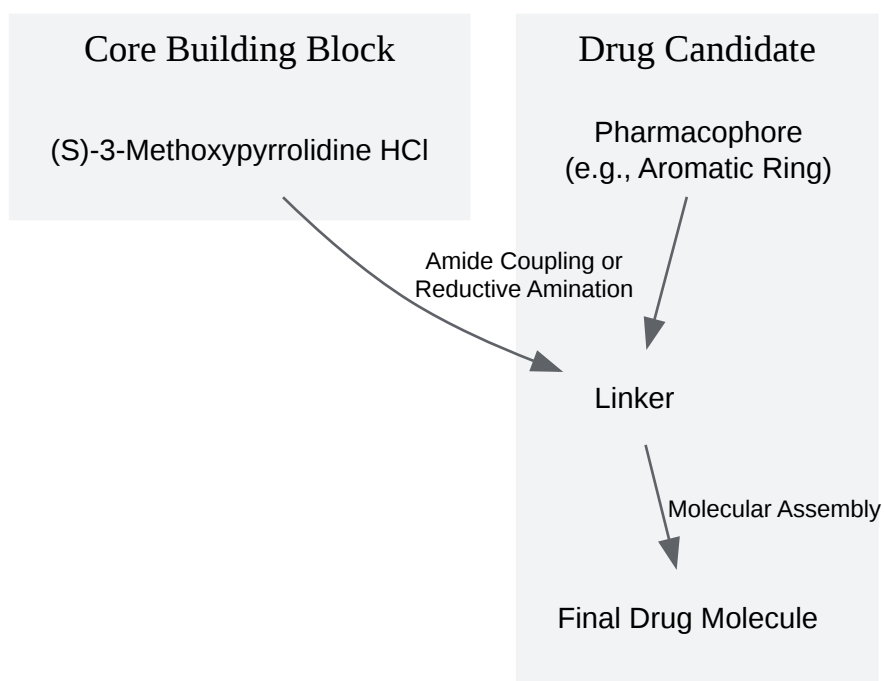 Core Building Block
(S)-3-Methoxypyrrolidine HCl
Drug Candidate
Pharmacophore
(e.g., Aromatic Ring)
Amide Coupling or
Reductive Amination
Linker
Molecular Assembly
Final Drug Molecule